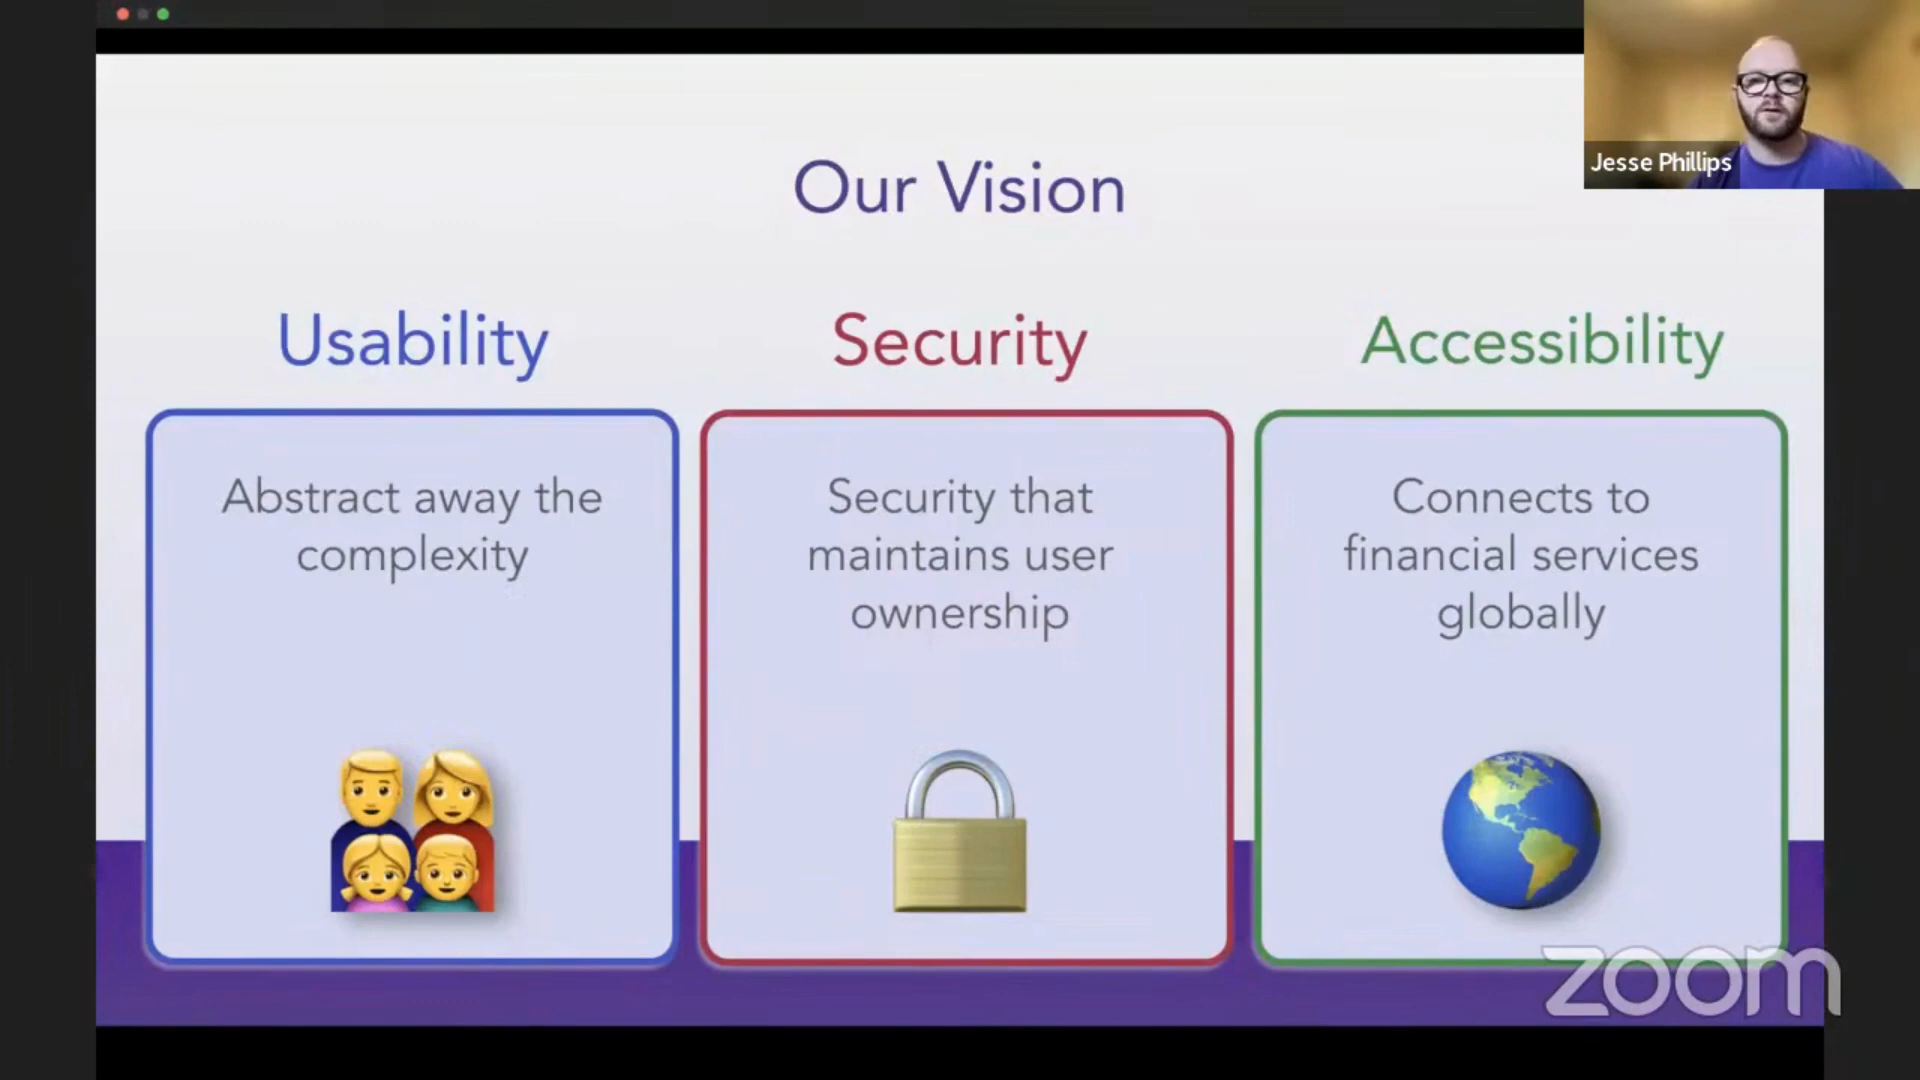 Jesse Phillips
Our Vision
Usability
Security
Accessibility
Abstract away the
complexity
Security that
maintains user
ownership
Connects to
financial services
globally
zoom